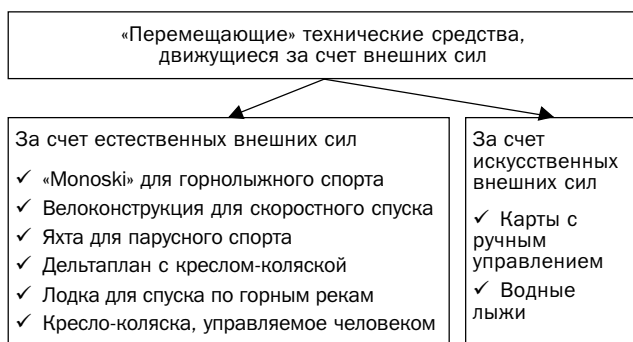 «Перемещающие» технические средства,
движущиеся за счет внешних сил
За счет естественных внешних сил
✓ «Monoski» для горнолыжного спорта
✓ Велоконструкция для скоростного спуска
✓ Яхта для парусного спорта
✓ Дельтаплан с креслом-коляской
✓ Лодка для спуска по горным рекам
✓ Кресло-коляска, управляемое человеком
За счет
искусственных
внешних сил
✓ Карты с
ручным
управлением
✓ Водные
лыжи